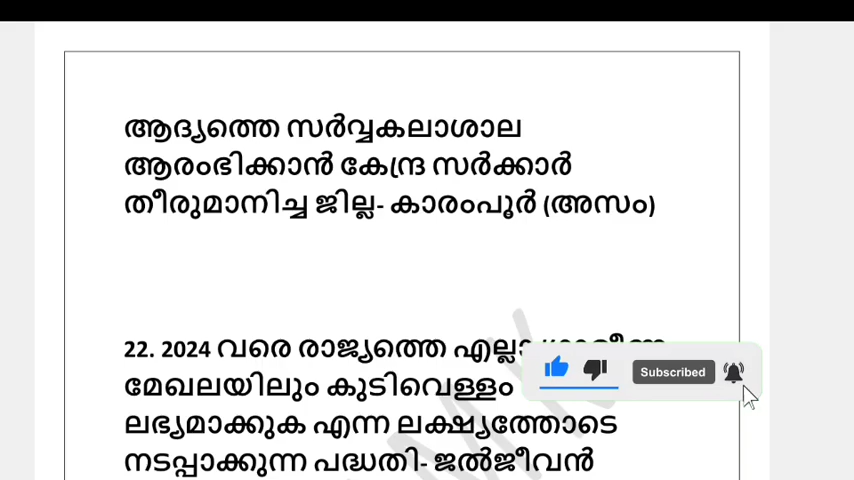 ആദ്യത്തെ സർവ്വകലാശാല
ആരംഭിക്കാൻ കേന്ദ്ര സർക്കാർ
തീരുമാനിച്ച ജില്ല- കാരംപൂർ (അസം)
22. 2024 വരെ രാജ്യത്തെ എല്ലാ
മേഖലയിലും കുടിവെള്ളം
Subscribed
ലഭ്യമാക്കുക എന്ന ലക്ഷ്യത്തോടെ
നടപ്പാക്കുന്ന പദ്ധതി- ജൽജീവൻ